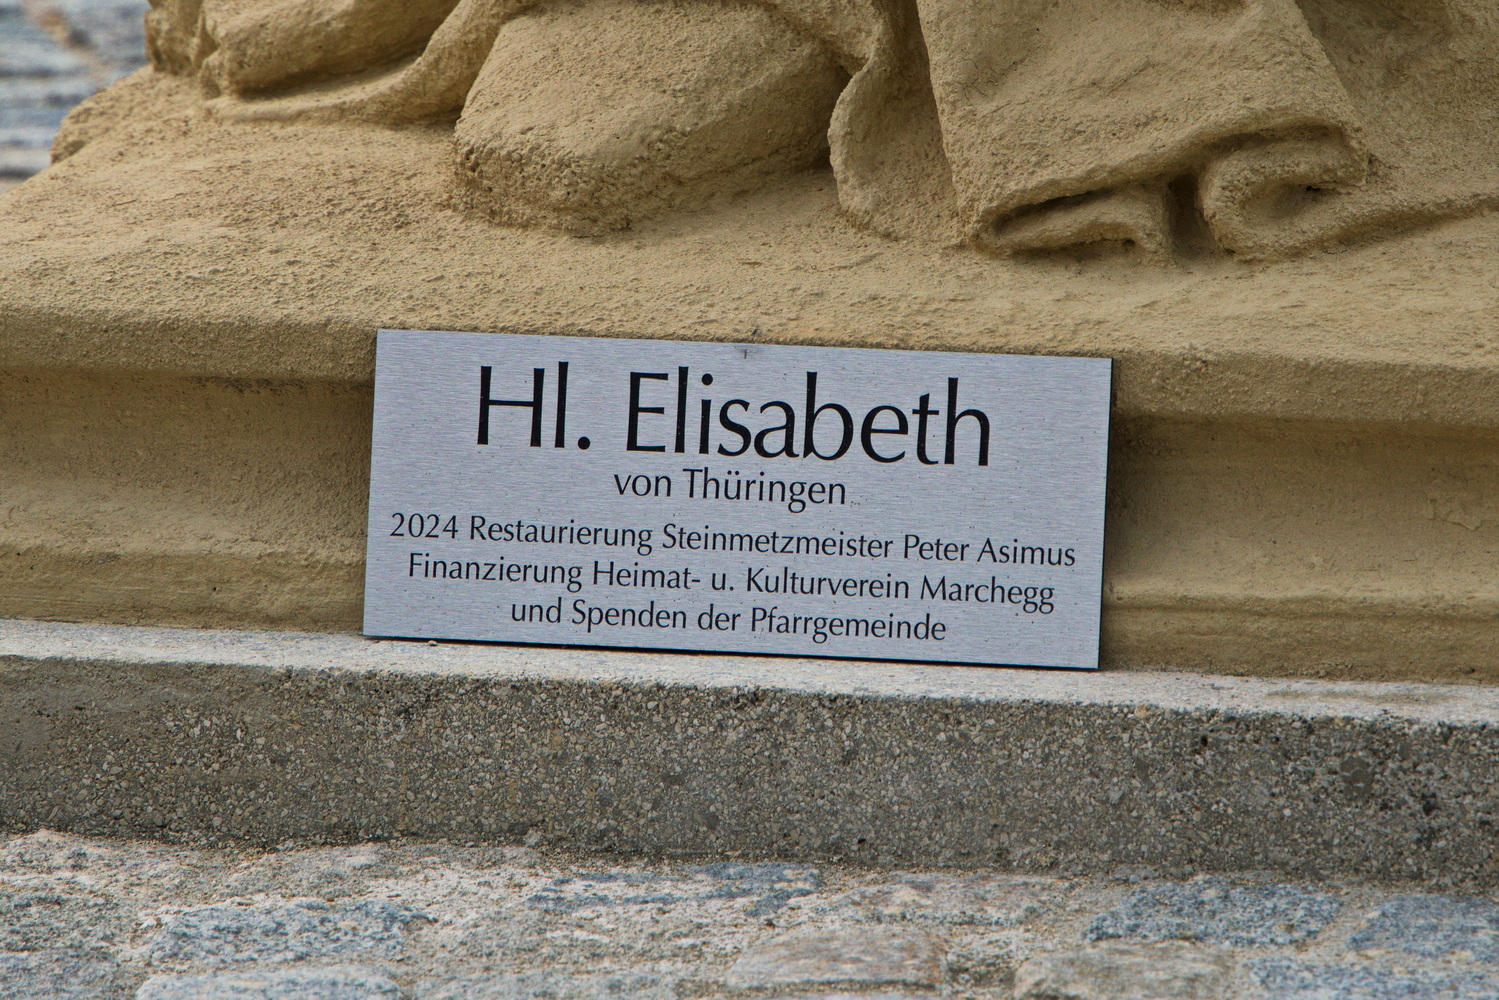 Hl. Elisabeth
von Thüringen
2024 Restaurierung Steinmetzmeister Peter Asimus
Finanzierung Heimat- u. Kulturverein Marchegg
und Spenden der Pfarrgemeinde